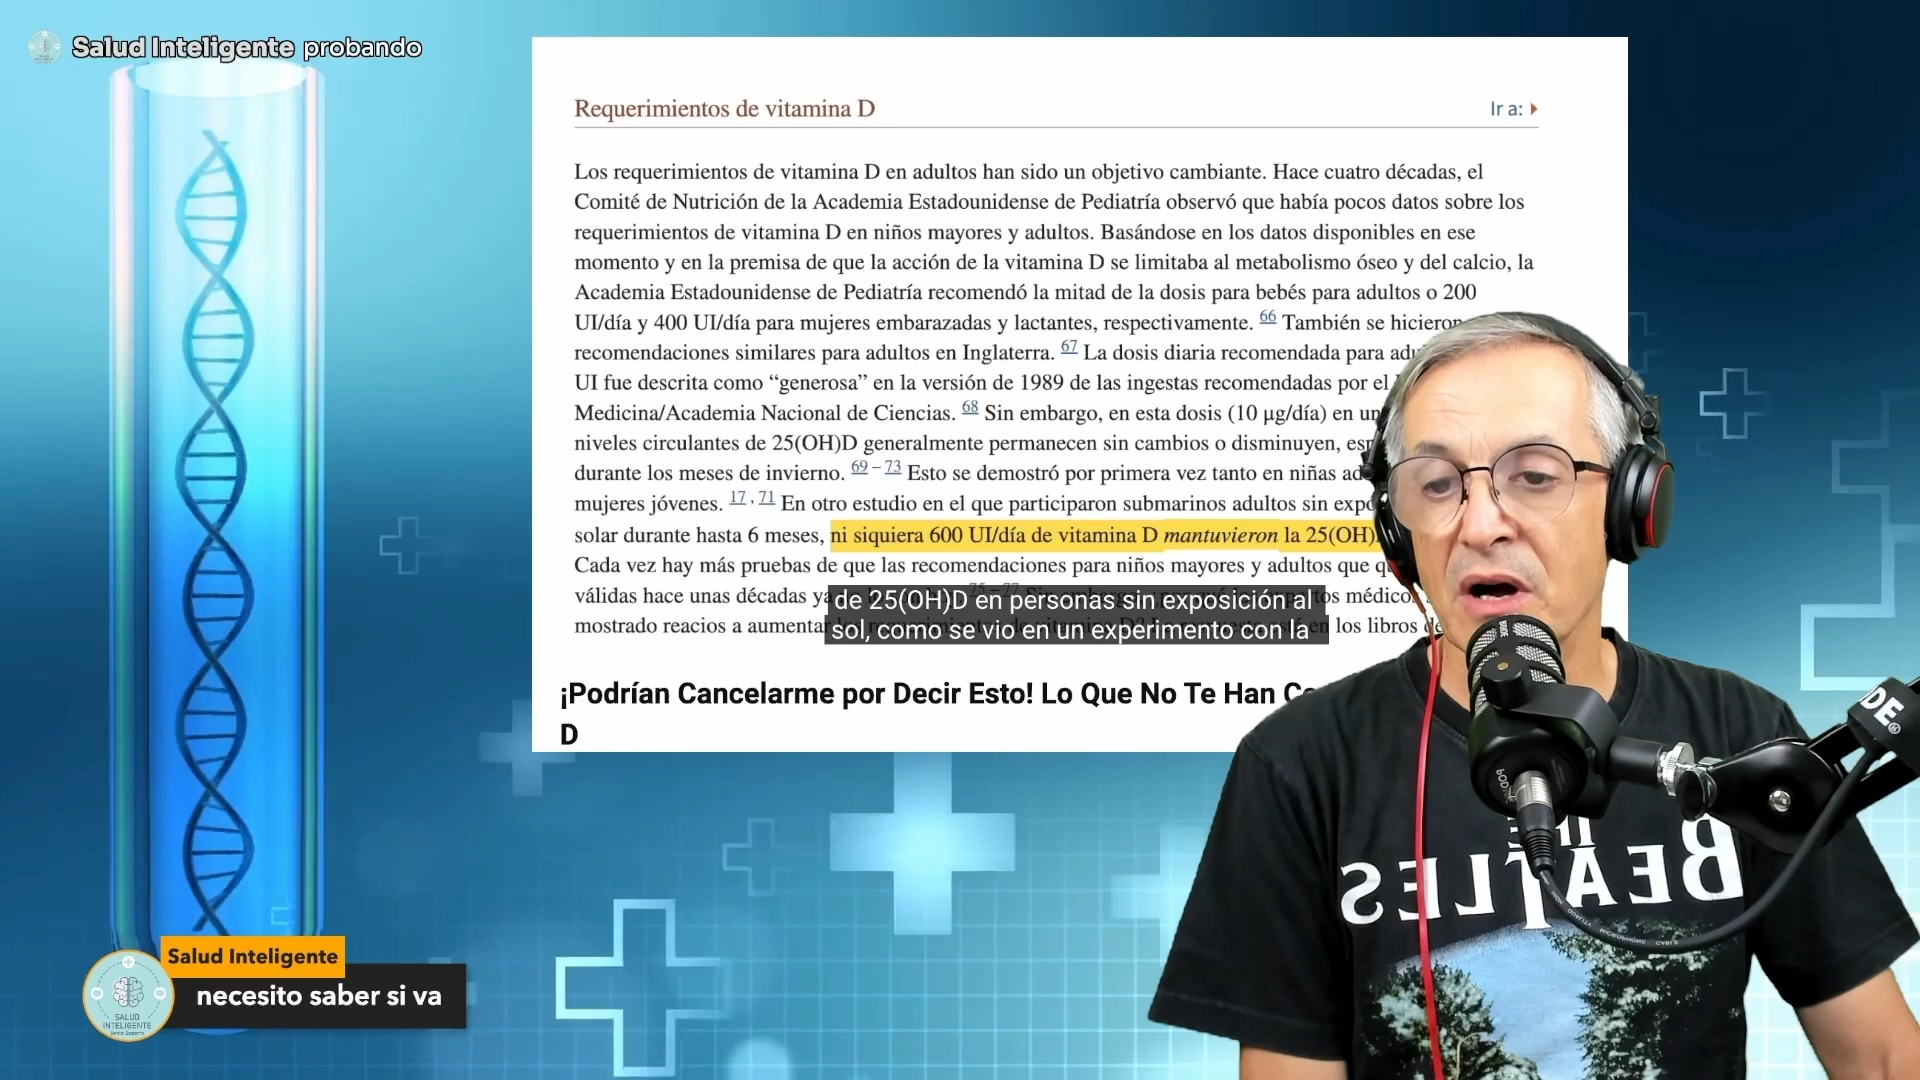 Salud Inteligente probando
Requerimientos de vitamina D
Ir a:
Los requerimientos de vitamina D en adultos han sido un objetivo cambiante. Hace cuatro décadas, el
Comité de Nutrición de la Academia Estadounidense de Pediatría observó que había pocos datos sobre los
requerimientos de vitamina D en niños mayores y adultos. Basándose en los datos disponibles en ese
momento y en la premisa de que la acción de la vitamina D se limitaba al metabolismo óseo y del calcio, la
Academia Estadounidense de Pediatría recomendó la mitad de la dosis para bebés para adultos o 200
UI/día y 400 UI/día para mujeres embarazadas y lactantes, respectivamente. 66 También se hicieron
recomendaciones similares para adultos en Inglaterra. 67 La dosis diaria recomendada para
UI fue descrita como “generosa” en la versión de 1989 de las ingestas recomendadas por el
Medicina/Academia Nacional de Ciencias. 68 Sin embargo, en esta dosis (10 µg/día) en
niveles circulantes de 25(OH)D generalmente permanecen sin cambios o disminuyen,
durante los meses de invierno. 69 – 73 Esto se demostró por primera vez tanto en niñas
mujeres jóvenes. 17 , 71 En otro estudio en el que participaron submarinos adultos sin
solar durante hasta 6 meses, ni siquiera 600 UI/día de vitamina D mantuvieron la 25(OH)
Cada vez hay más pruebas de que las recomendaciones para niños mayores y adultos que
válidas hace unas décadas ya
médicos
mostrado reacios a aumentar
en los libros
de 25(OH)D en personas sin exposición al
sol, como se vio en un experimento con la
¡Podrían Cancelarme por Decir Esto! Lo Que No Te Han
D
RODE
THE
BEATLES
Salud Inteligente
necesito saber si va
SALUD
INTELIGENTE